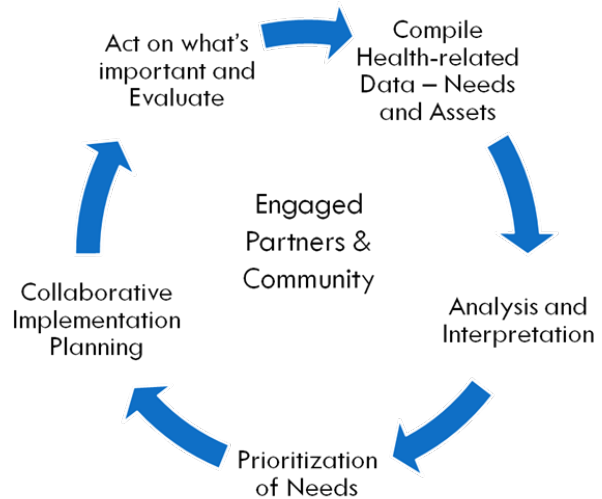 Act on what's
important and
Evaluate
Compile
Health-related
Data – Needs
and Assets
Engaged
Partners &
Community
Analysis and
Interpretation
Prioritization
of Needs
Collaborative
Implementation
Planning